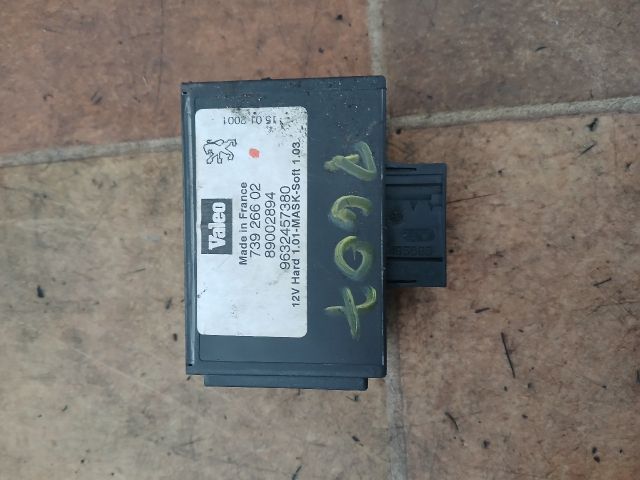 15 01 2001
Valeo
Made in France
739 266 02
89002894
9632457380
12V Hard 1.01-MASK-Soft 1.03